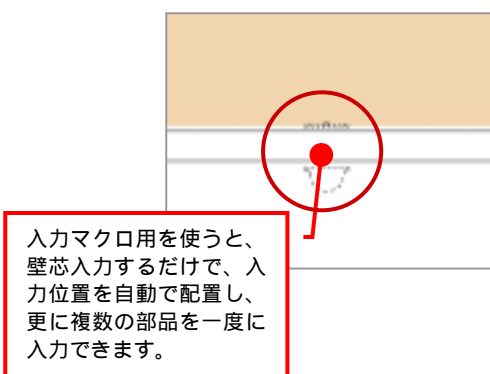 入力マクロ用を使うと、
壁芯入力するだけで、入
力位置を自動で配置し、
更に複数の部品を一度に
入力できます。